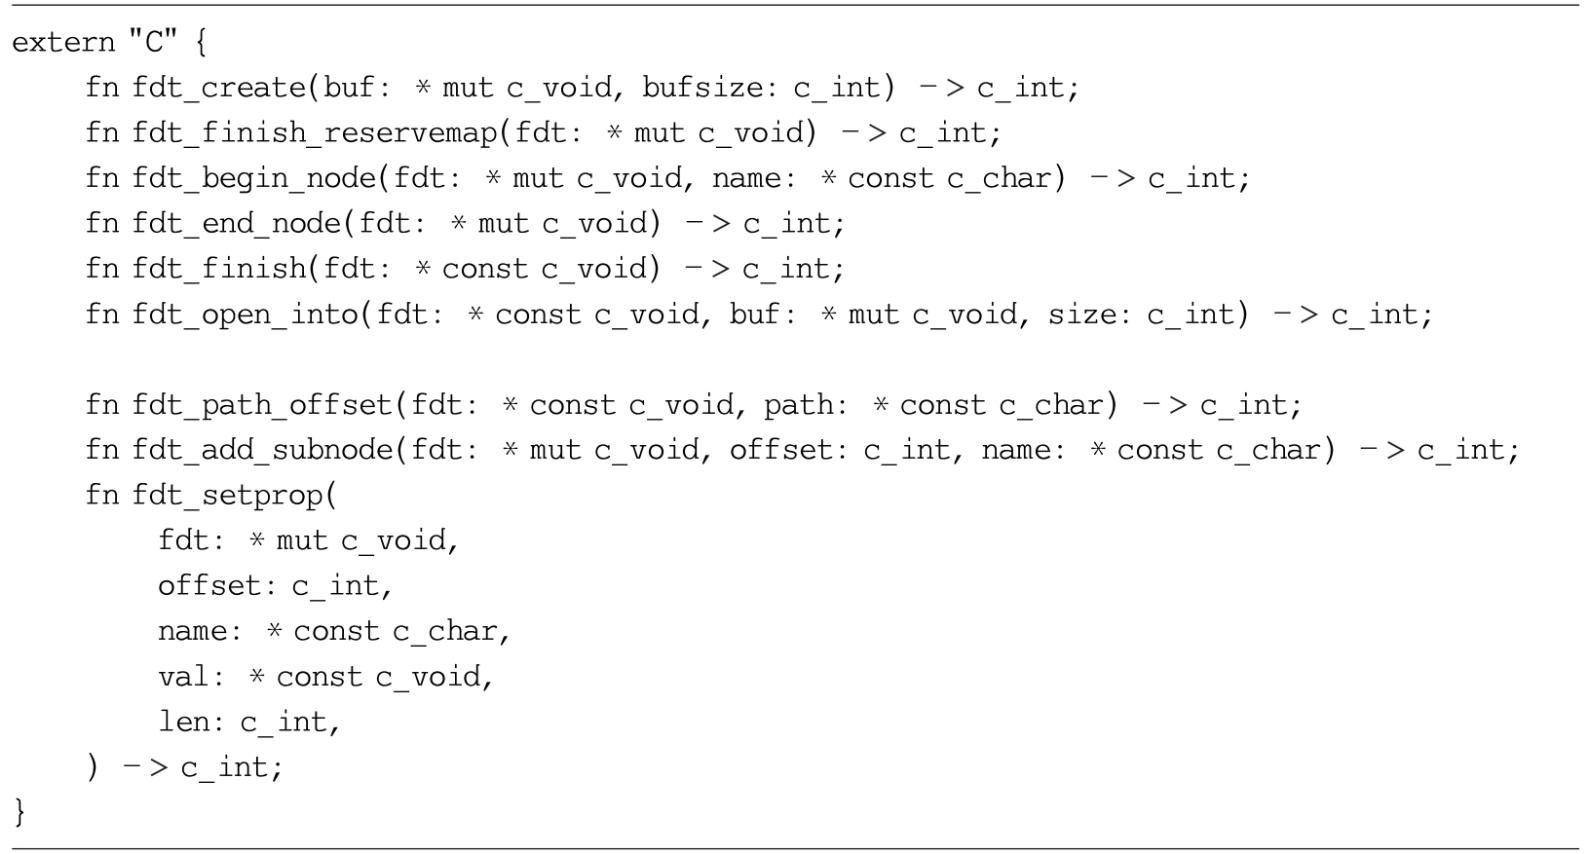 extern "C" {
    fn fdt_create(buf: * mut c_void, bufsize: c_int) -> c_int;
    fn fdt_finish_reservemap(fdt: * mut c_void) -> c_int;
    fn fdt_begin_node(fdt: * mut c_void, name: * const c_char) -> c_int;
    fn fdt_end_node(fdt: * mut c_void) -> c_int;
    fn fdt_finish(fdt: * const c_void) -> c_int;
    fn fdt_open_into(fdt: * const c_void, buf: * mut c_void, size: c_int) -> c_int;

    fn fdt_path_offset(fdt: * const c_void, path: * const c_char) -> c_int;
    fn fdt_add_subnode(fdt: * mut c_void, offset: c_int, name: * const c_char) -> c_int;
    fn fdt_setprop(
        fdt: * mut c_void,
        offset: c_int,
        name: * const c_char,
        val: * const c_void,
        len: c_int,
    ) -> c_int;
}